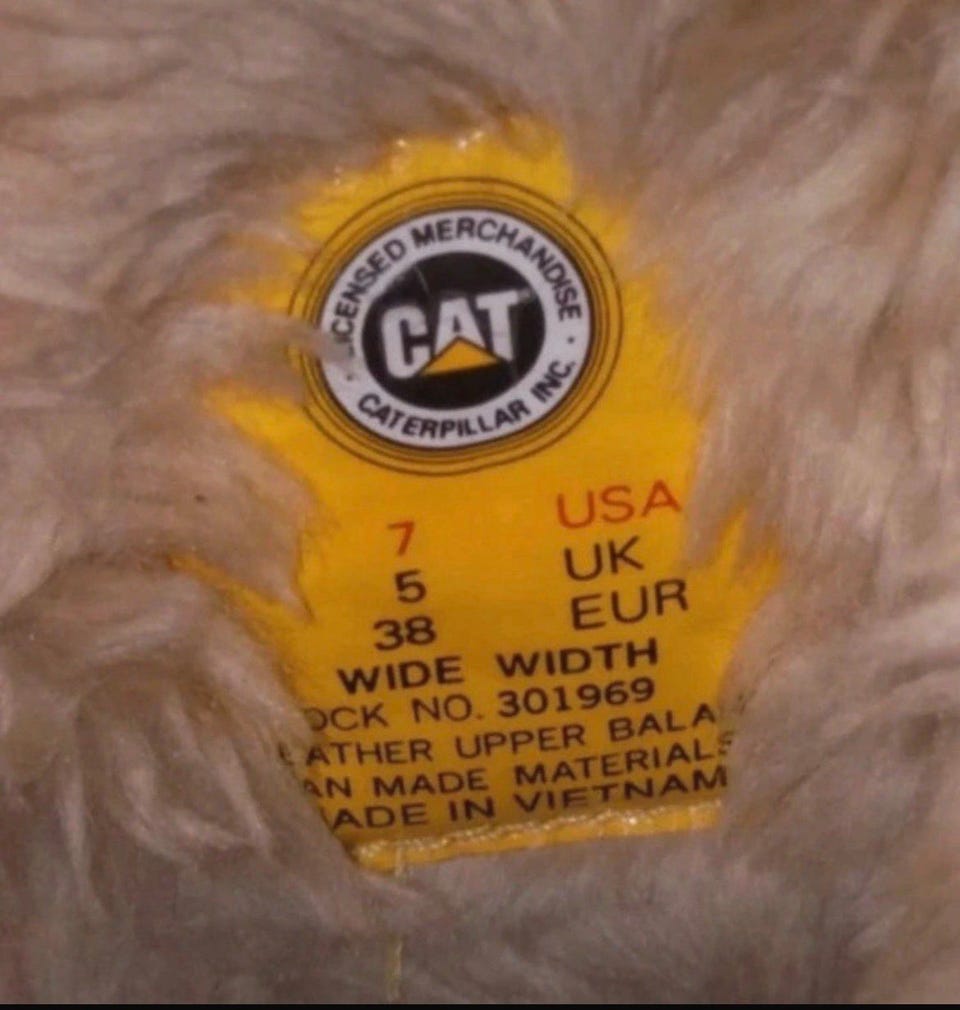 LICENSED MERCHANDISE
CAT
CATERPILLAR INC.
7 USA
5 UK
38 EUR
WIDE WIDTH
OCK NO. 301969
EATHER UPPER BALA
AN MADE MATERIALS
ADE IN VIETNAM